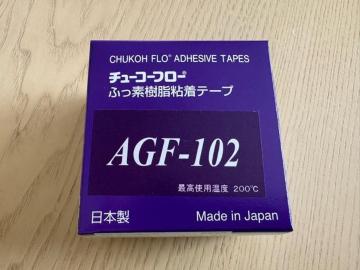 CHUKOH FLO® ADHESIVE TAPES
チューコーフロー®
ふっ素樹脂粘着テープ
AGF-102
最高使用温度 200℃
日本製 Made in Japan